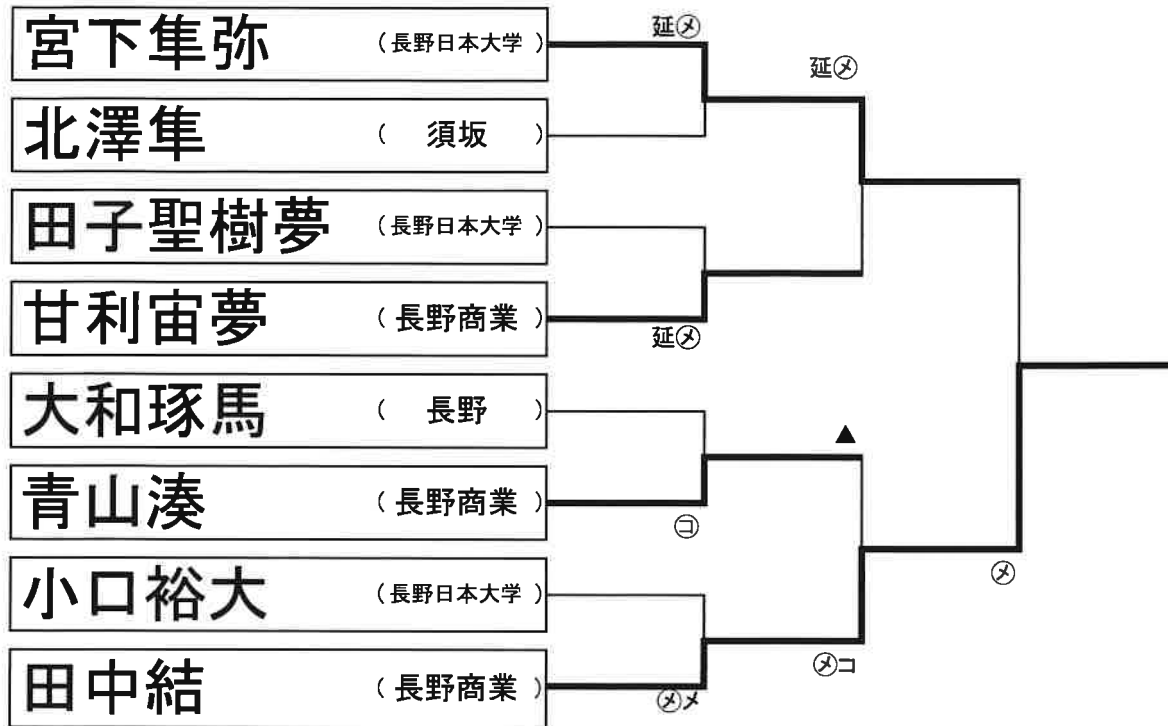 宮下隼弥 (長野日本大学)
延㋱
延㋱
北澤隼 ( 須坂 )
田子聖樹夢 (長野日本大学)
甘利宙夢 (長野商業)
延㋱
大和琢馬 ( 長野 )
▲
青山湊 (長野商業)
㋙
㋱
小口裕大 (長野日本大学)
㋱コ
田中結 (長野商業)
㋱メ